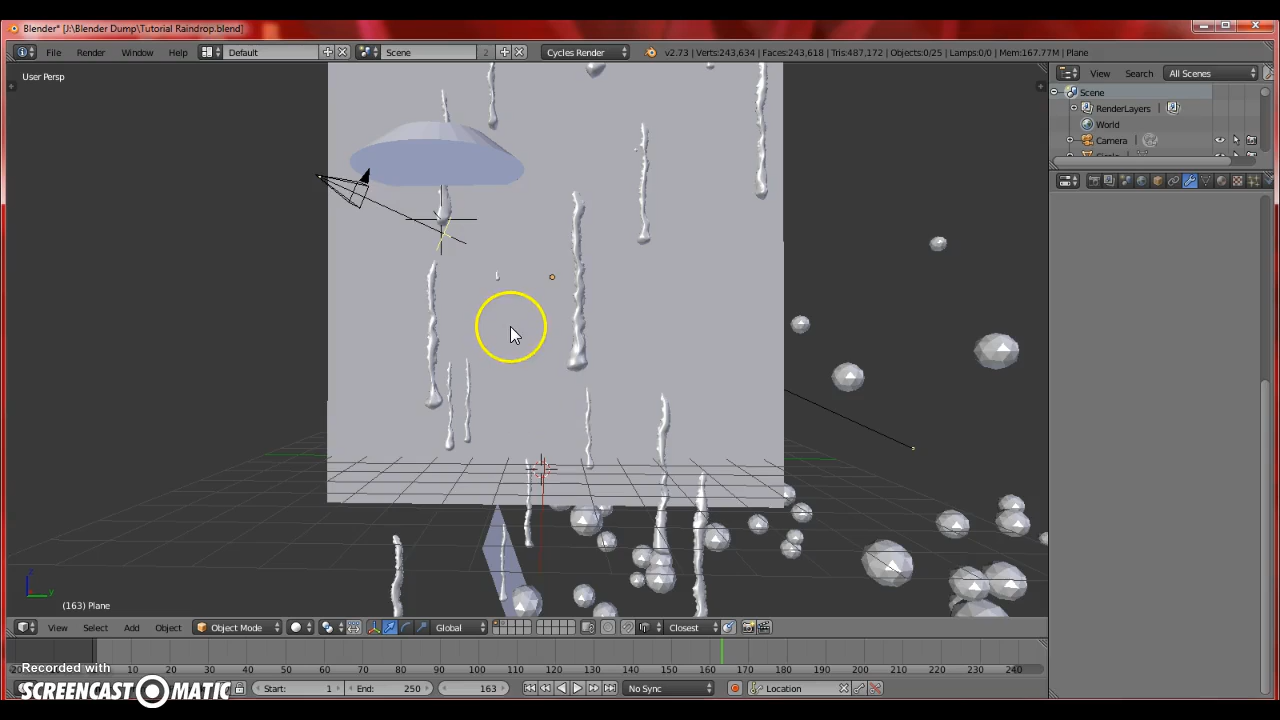 Blender* [J:\Blender Dump\Tutorial Raindrop.blend]
File Render Window Help Default Scene 2 Cycles Render v2.73 | Verts:243,634 | Faces:243,618 | Tris:487,172 | Objects:0/25 | Lamps:0/0 | Mem:167.77M | Plane
User Persp
View Search All Scenes
Scene
RenderLayers
World
Camera
(163) Plane
View Select Add Object Object Mode Global Closest
10 20 30 40 50 60 70 80 90 100 110 120 130 140 150 160 170 180 190 200 210 220 230 240
Recorded with
SCREENCAST MATIC
Start: 1 End: 250 163 No Sync Location